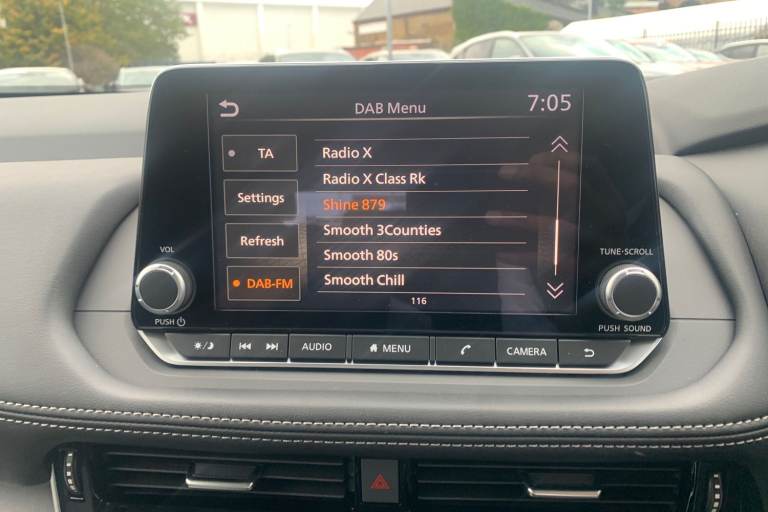 DAB Menu
7:05
TA
Settings
Refresh
DAB-FM
Radio X
Radio X Class Rk
Shine 879
Smooth 3Counties
Smooth 80s
Smooth Chill
116
VOL
PUSH
TUNE·SCROLL
PUSH SOUND
AUDIO
MENU
CAMERA